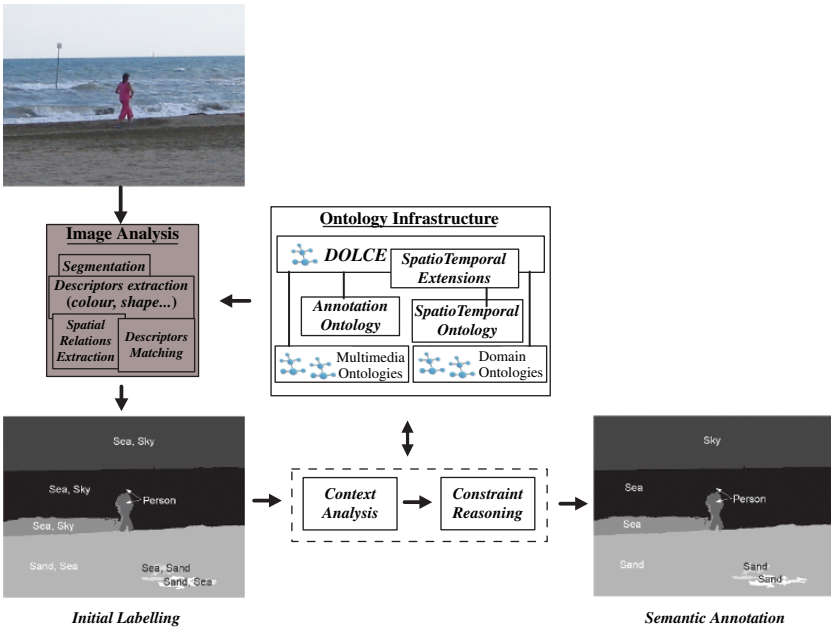 Image Analysis
Segmentation
Descriptors extraction
(colour, shape...)
Spatial
Relations
Extraction
Descriptors
Matching
Ontology Infrastructure
DOLCE
SpatioTemporal
Extensions
Annotation
Ontology
SpatioTemporal
Ontology
Multimedia
Ontologies
Domain
Ontologies
Sea, Sky
Sea, Sky
Person
Sea, Sky
Sand, Sea
Sea, Sand
Sand, Sea
Initial Labelling
Context
Analysis
Constraint
Reasoning
Sky
Sea
Person
Sea
Sand
Sand
Sand
Semantic Annotation